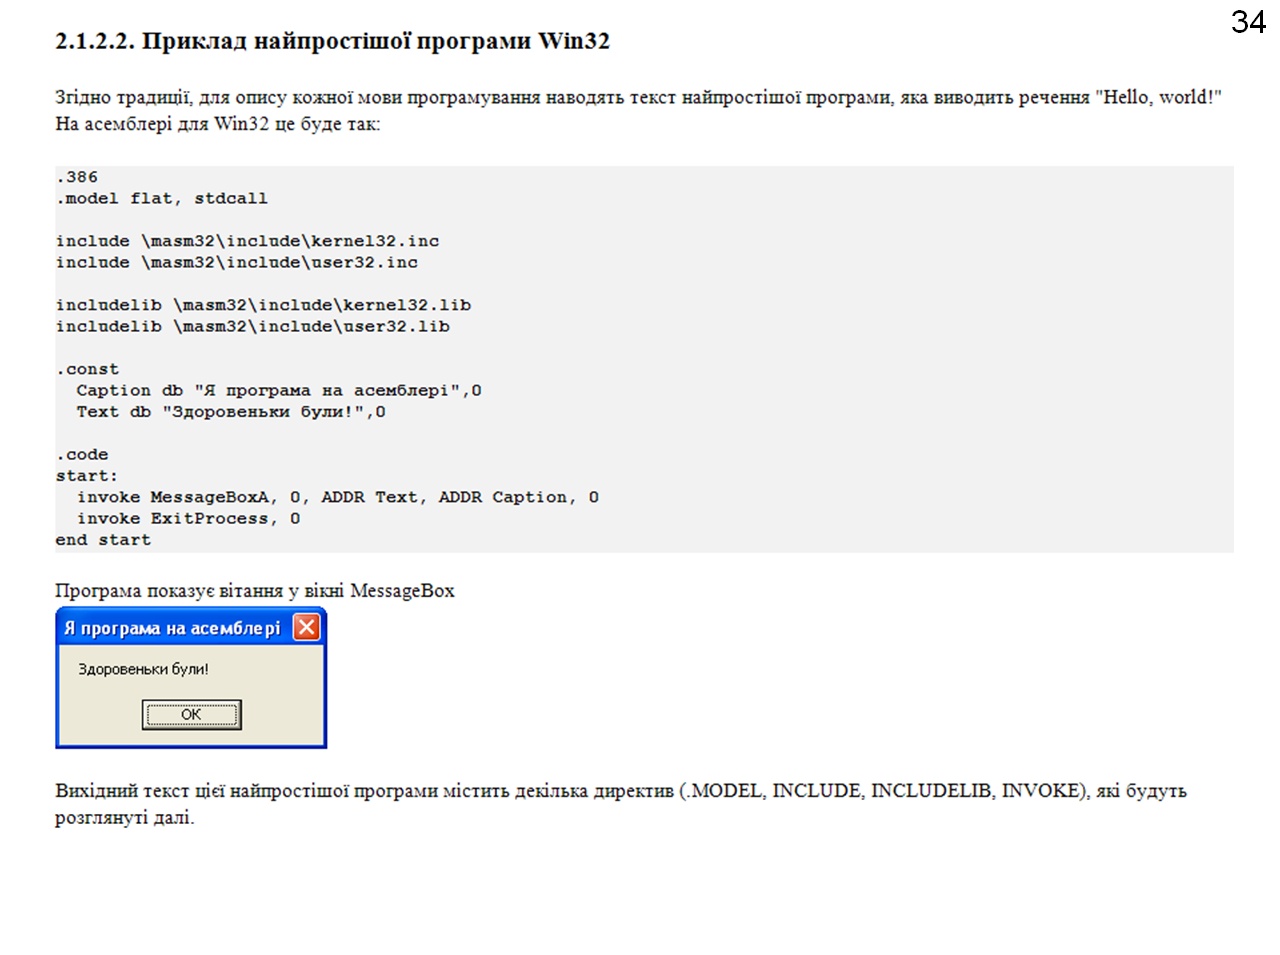 34
2.1.2.2. Приклад найпростішої програми Win32
Згідно традиції, для опису кожної мови програмування наводять текст найпростішої програми, яка виводить речення "Hello, world!"
На асемблері для Win32 це буде так:
.386
.model flat, stdcall
include \masm32\include\kernel32.inc
include \masm32\include\user32.inc
includelib \masm32\include\kernel32.lib
includelib \masm32\include\user32.lib
.const
Caption db "Я програма на асемблері",0
Text db "Здоровеньки були!",0
.code
start:
invoke MessageBoxA, 0, ADDR Text, ADDR Caption, 0
invoke ExitProcess, 0
end start
Програма показує вітання у вікні MessageBox
Я програма на асемблері
Здоровеньки були!
OK
Вихідний текст цієї найпростішої програми містить декілька директив (.MODEL, INCLUDE, INCLUDELIB, INVOKE), які будуть
розглянуті далі.